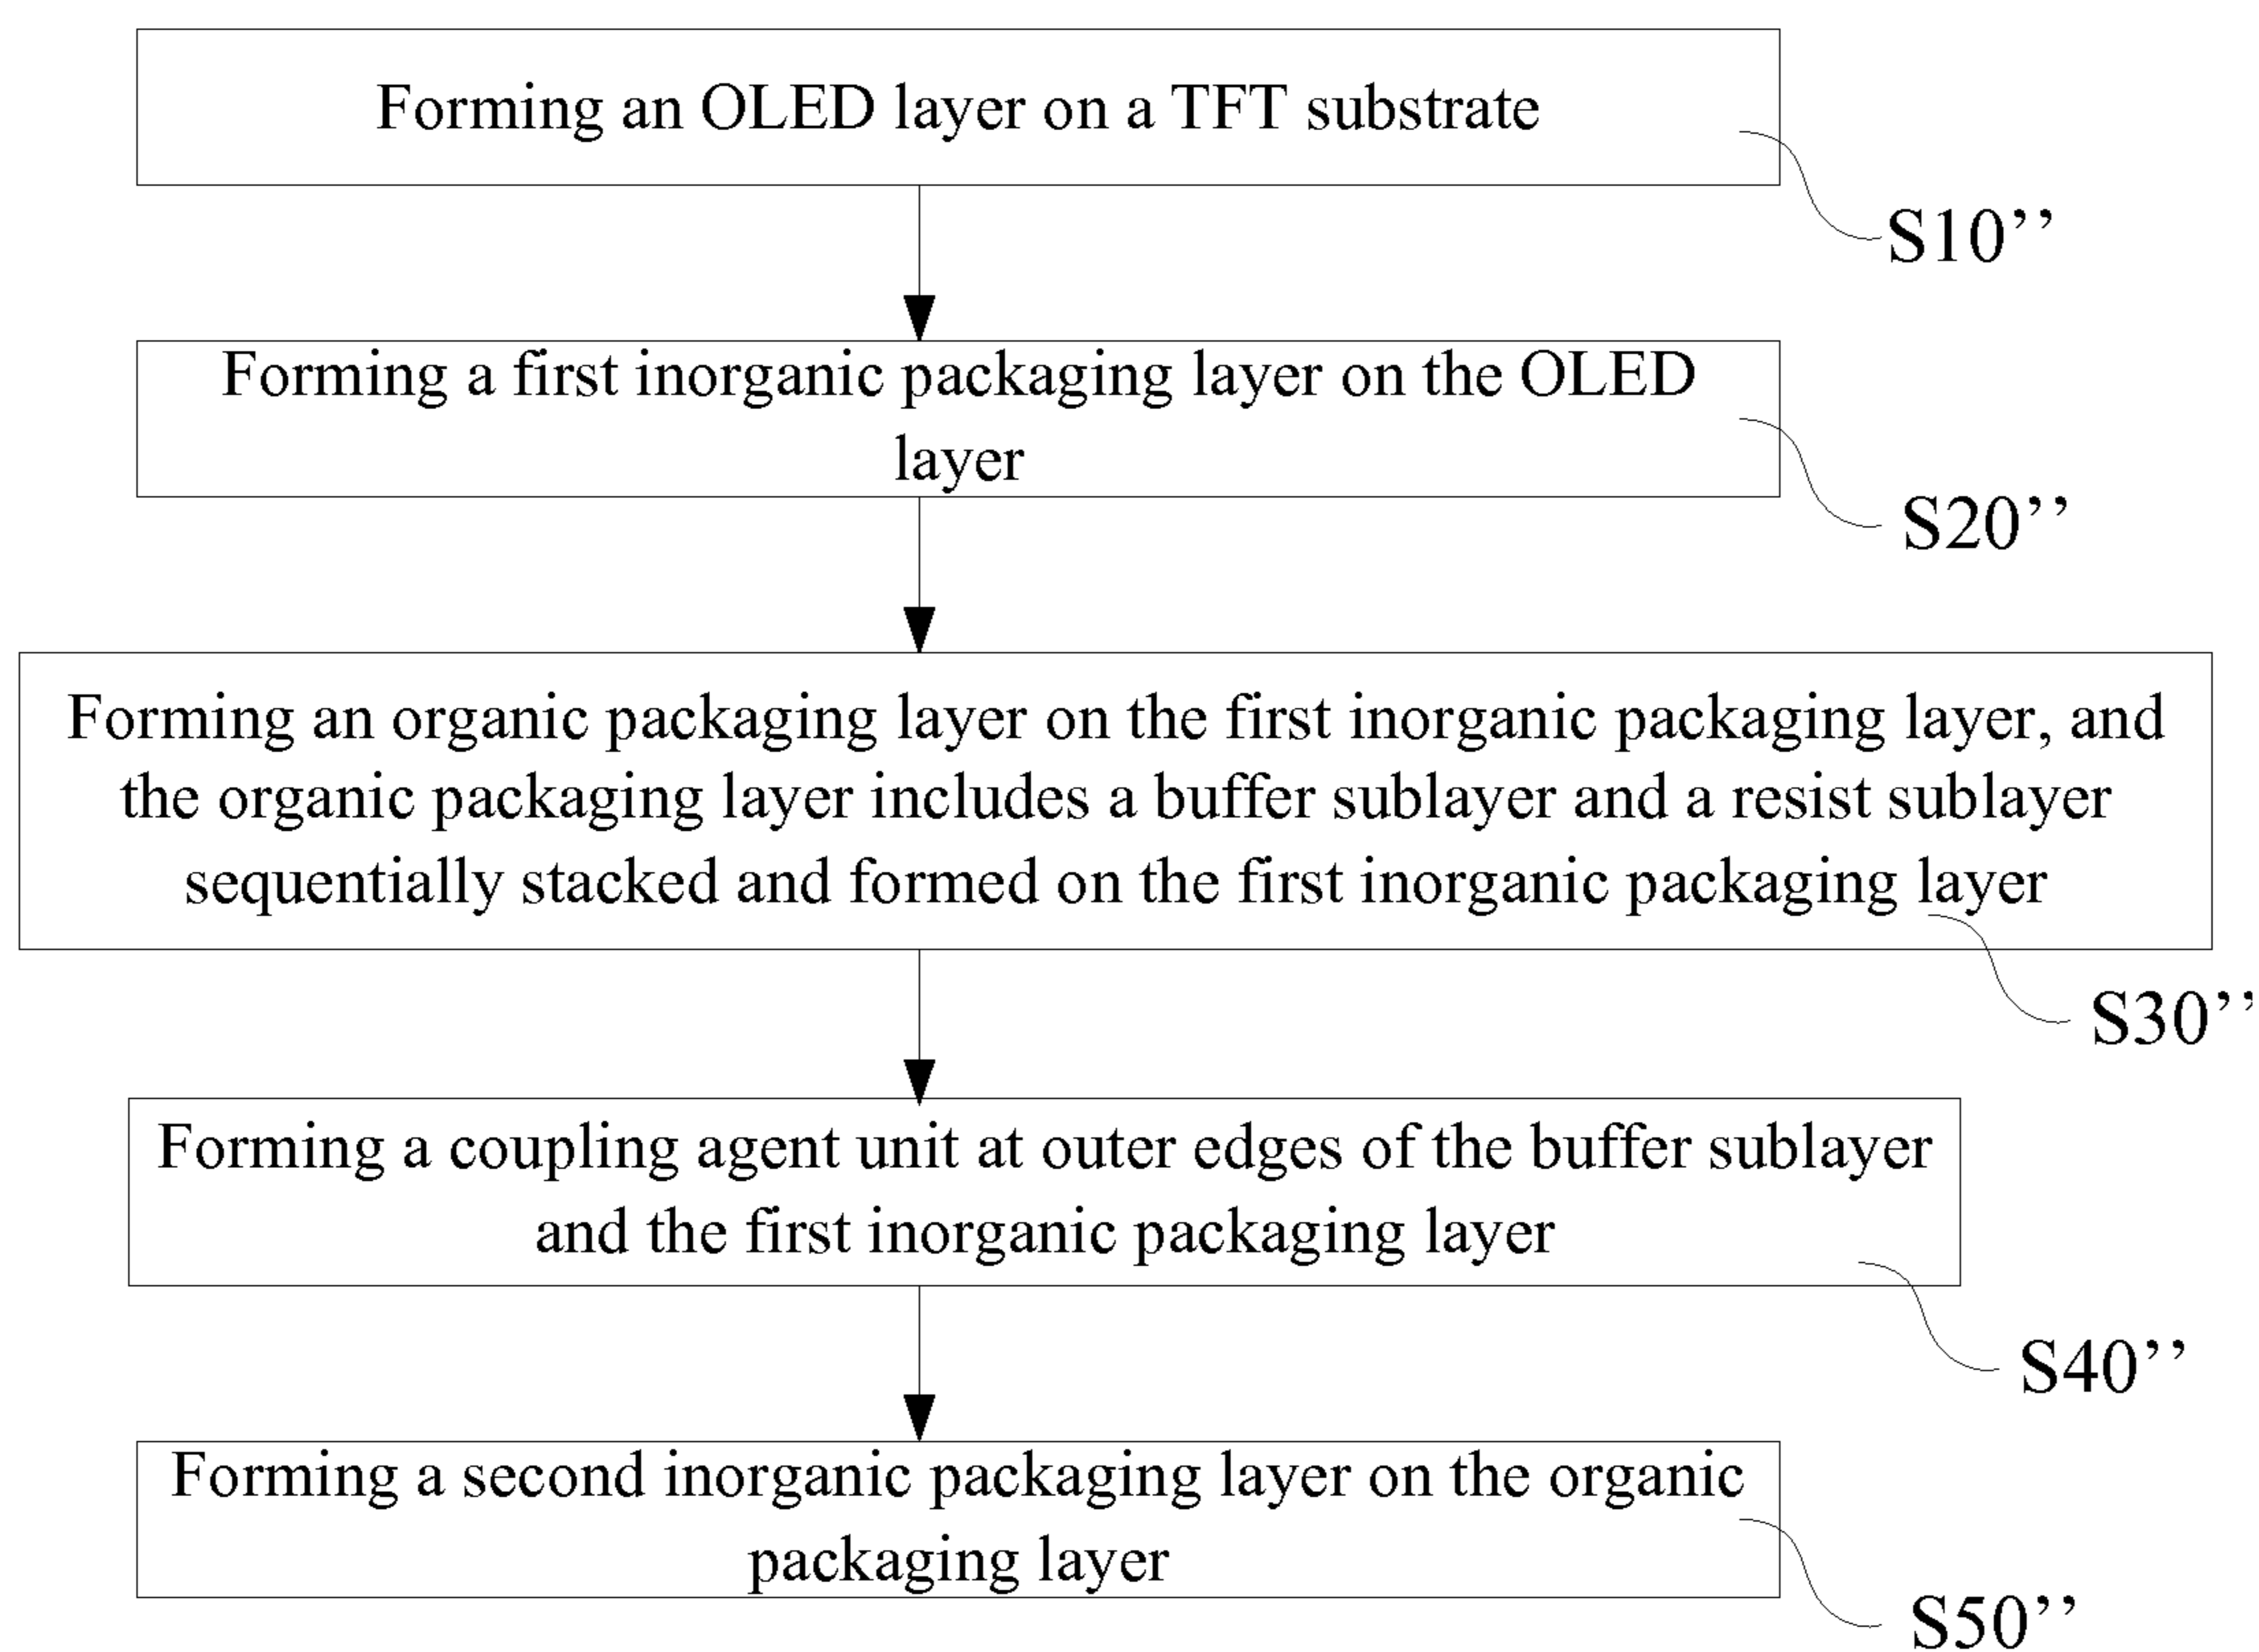 Forming an OLED layer on a TFT substrate
S10’’
Forming a first inorganic packaging layer on the OLED
layer
S20’’
Forming an organic packaging layer on the first inorganic packaging layer, and
the organic packaging layer includes a buffer sublayer and a resist sublayer
sequentially stacked and formed on the first inorganic packaging layer
S30’’
Forming a coupling agent unit at outer edges of the buffer sublayer
and the first inorganic packaging layer
S40’’
Forming a second inorganic packaging layer on the organic
packaging layer
S50’’